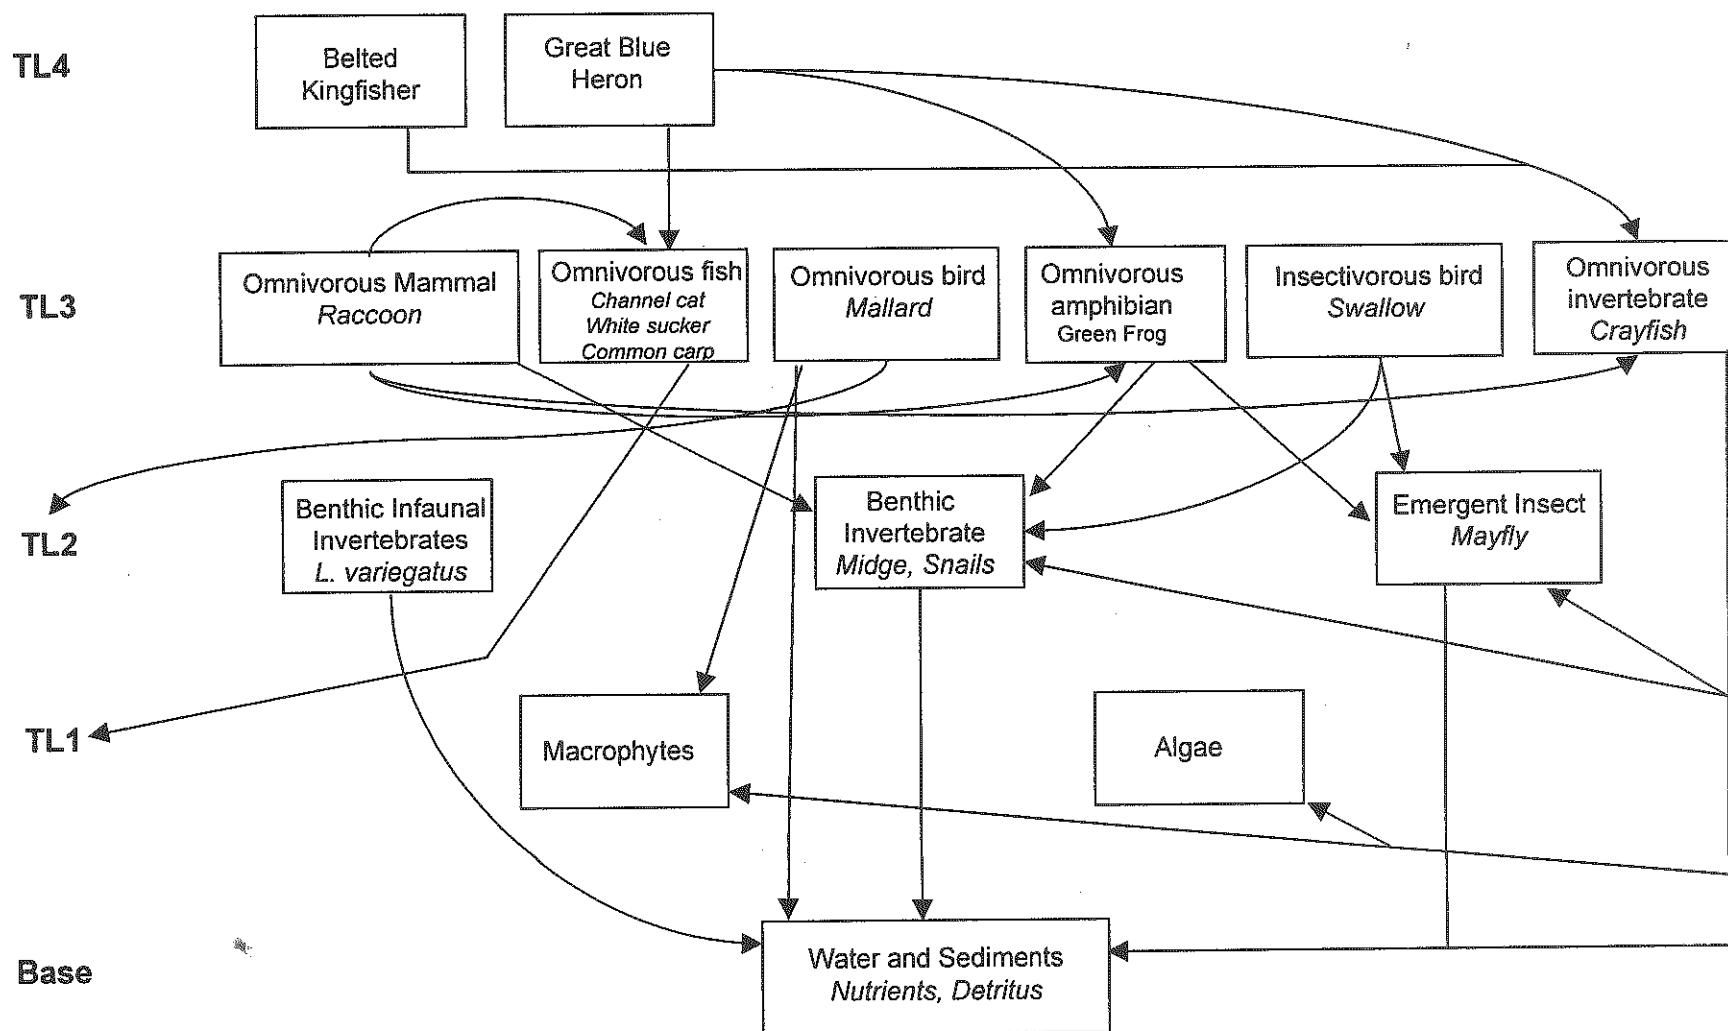 TL4
Belted
Kingfisher
Great Blue
Heron
TL3
Omnivorous Mammal
Raccoon
Omnivorous fish
Channel cat
White sucker
Common carp
Omnivorous bird
Mallard
Omnivorous
amphibian
Green Frog
Insectivorous bird
Swallow
Omnivorous
invertebrate
Crayfish
TL2
Benthic Infaunal
Invertebrates
L. variegatus
Benthic
Invertebrate
Midge, Snails
Emergent Insect
Mayfly
TL1
Macrophytes
Algae
Base
Water and Sediments
Nutrients, Detritus